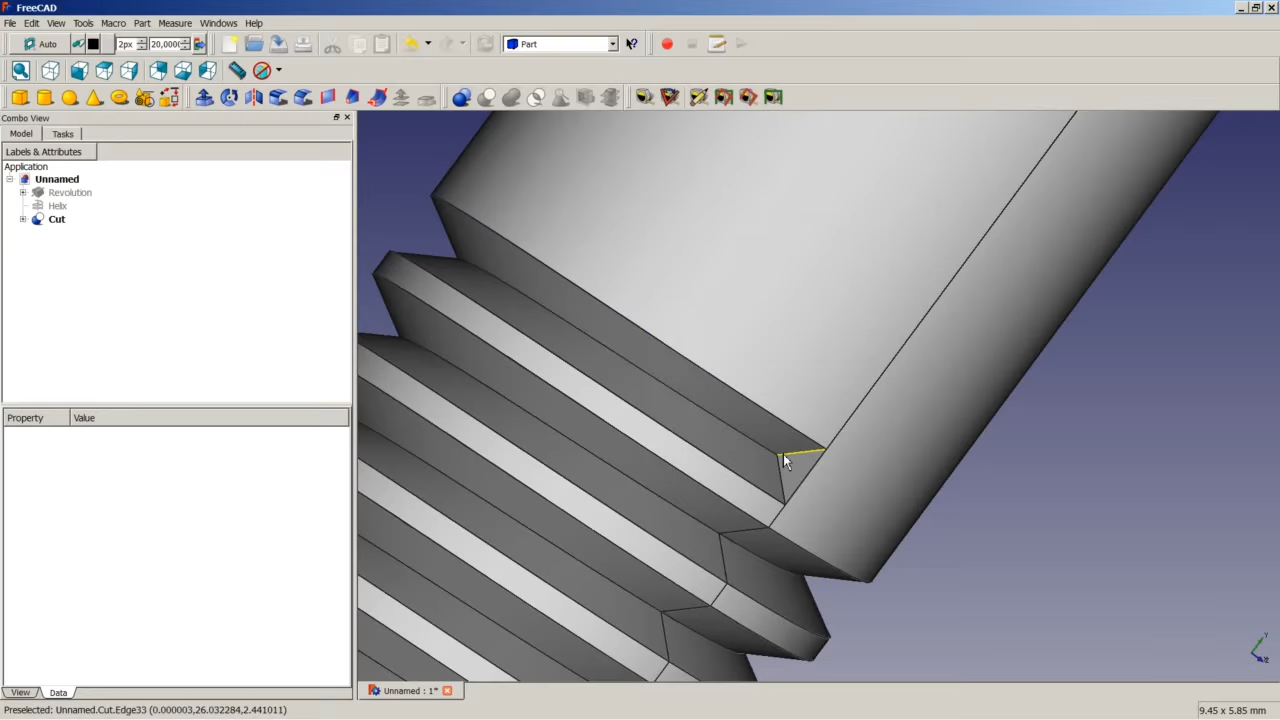 FreeCAD
File Edit View Tools Macro Part Measure Windows Help
Auto 2px 20,0000 Part
Combo View
Model Tasks
Labels & Attributes
Application
Unnamed
Revolution
Helix
Cut
Property Value
View Data
Unnamed : 1*
Preselected: Unnamed.Cut.Edge33 (0.000003,26.032284,2.441011)
9.45 x 5.85 mm